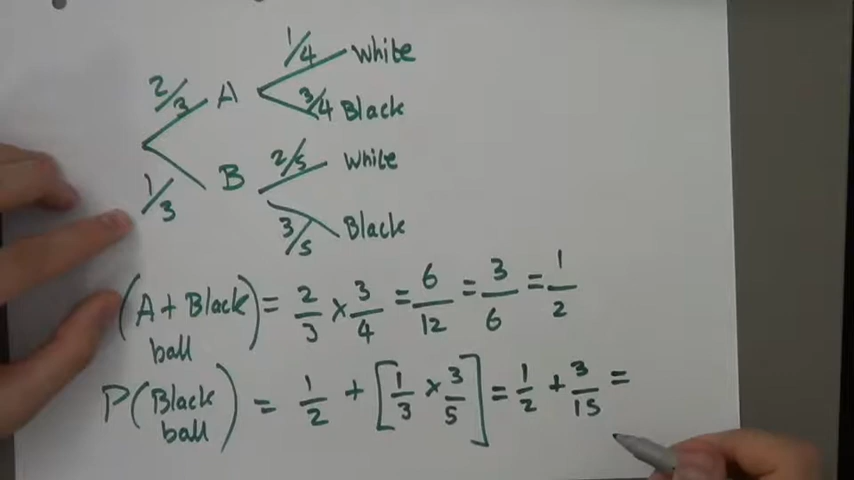 1/4 White
2/3 A
3/4 Black
2/5 White
B
1/3
3/5 Black
(A + Black ball) = 2/3 × 3/4 = 6/12 = 3/6 = 1/2
P(Black ball) = 1/2 + [1/3 × 3/5] = 1/2 + 3/15 =